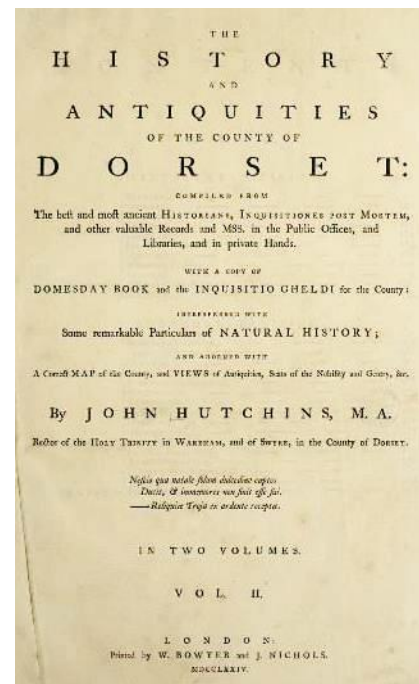 THE
HISTORY
AND
ANTIQUITIES
OF THE COUNTY OF
DORSET:
COMPILED FROM
The beſt and moſt ancient HISTORIANS, INQUISITIONES POST MORTEM,
and other valuable Records and MSS. in the Public Offices, and
Libraries, and in private Hands.
WITH A COPY OF
DOMESDAY BOOK and the INQUISITIO GHELDI for the County:
INTERSPERSED WITH
Some remarkable Particulars of NATURAL HISTORY;
AND ADORNED WITH
A Correct MAP of the County, and VIEWS of Antiquities, Seats of the Nobility and Gentry, &c.
By JOHN HUTCHINS, M.A.
Rector of the HOLY TRINITY in WAREHAM, and of SWYRE, in the County of DORSET.
Neſcio qua natale ſolum dulcedine captos
Ducit, & immemores non ſinit eſſe ſui.
——Reliquias Trojæ ex ardente receptas.
IN TWO VOLUMES.
VOL. II.
LONDON:
Printed by W. BOWYER and J. NICHOLS.
MDCCLXXIV.